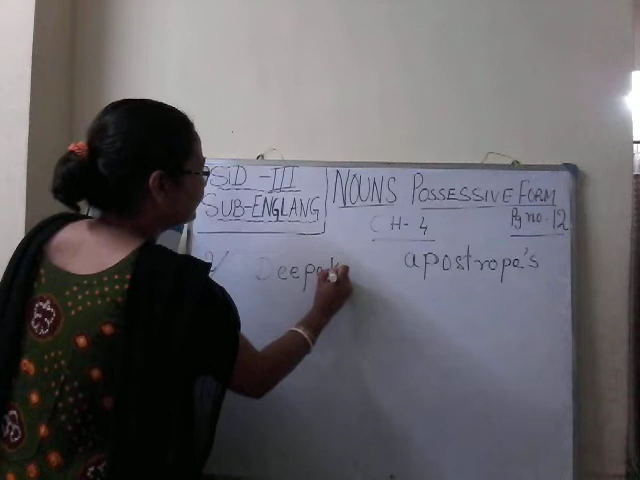 STD - III
SUB-ENGLANG
NOUNS POSSESSIVE FORM
CH- 4
Pg no. 12
Deepak
apostrope's